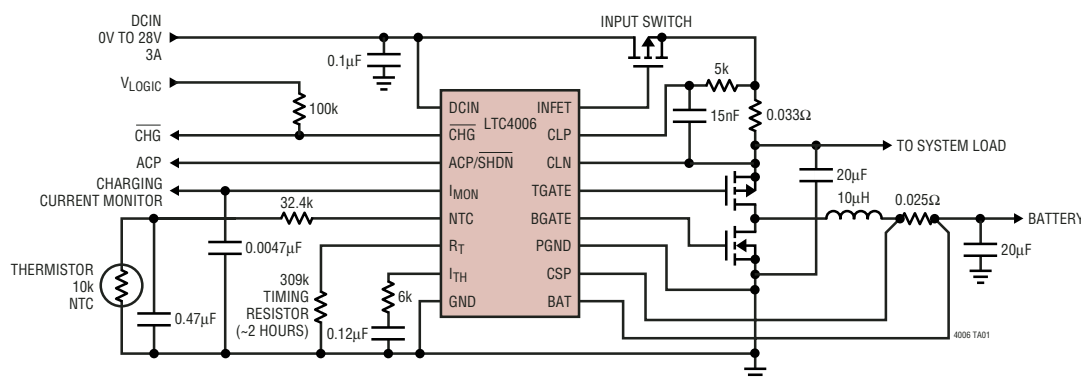 DCIN
0V TO 28V
3A
INPUT SWITCH
0.1µF
5k
VLOGIC
100k
15nF
0.033Ω
DCIN
INFET
LTC4006
CHG
CHG
CLP
TO SYSTEM LOAD
ACP
ACP/SHDN
CLN
CHARGING
CURRENT MONITOR
IMON
TGATE
20µF
10µH
0.025Ω
32.4k
NTC
BGATE
BATTERY
0.0047µF
RT
PGND
20µF
THERMISTOR
10k
NTC
309k
TIMING
RESISTOR
(~2 HOURS)
6k
ITH
CSP
GND
BAT
0.47µF
0.12µF
4006 TA01